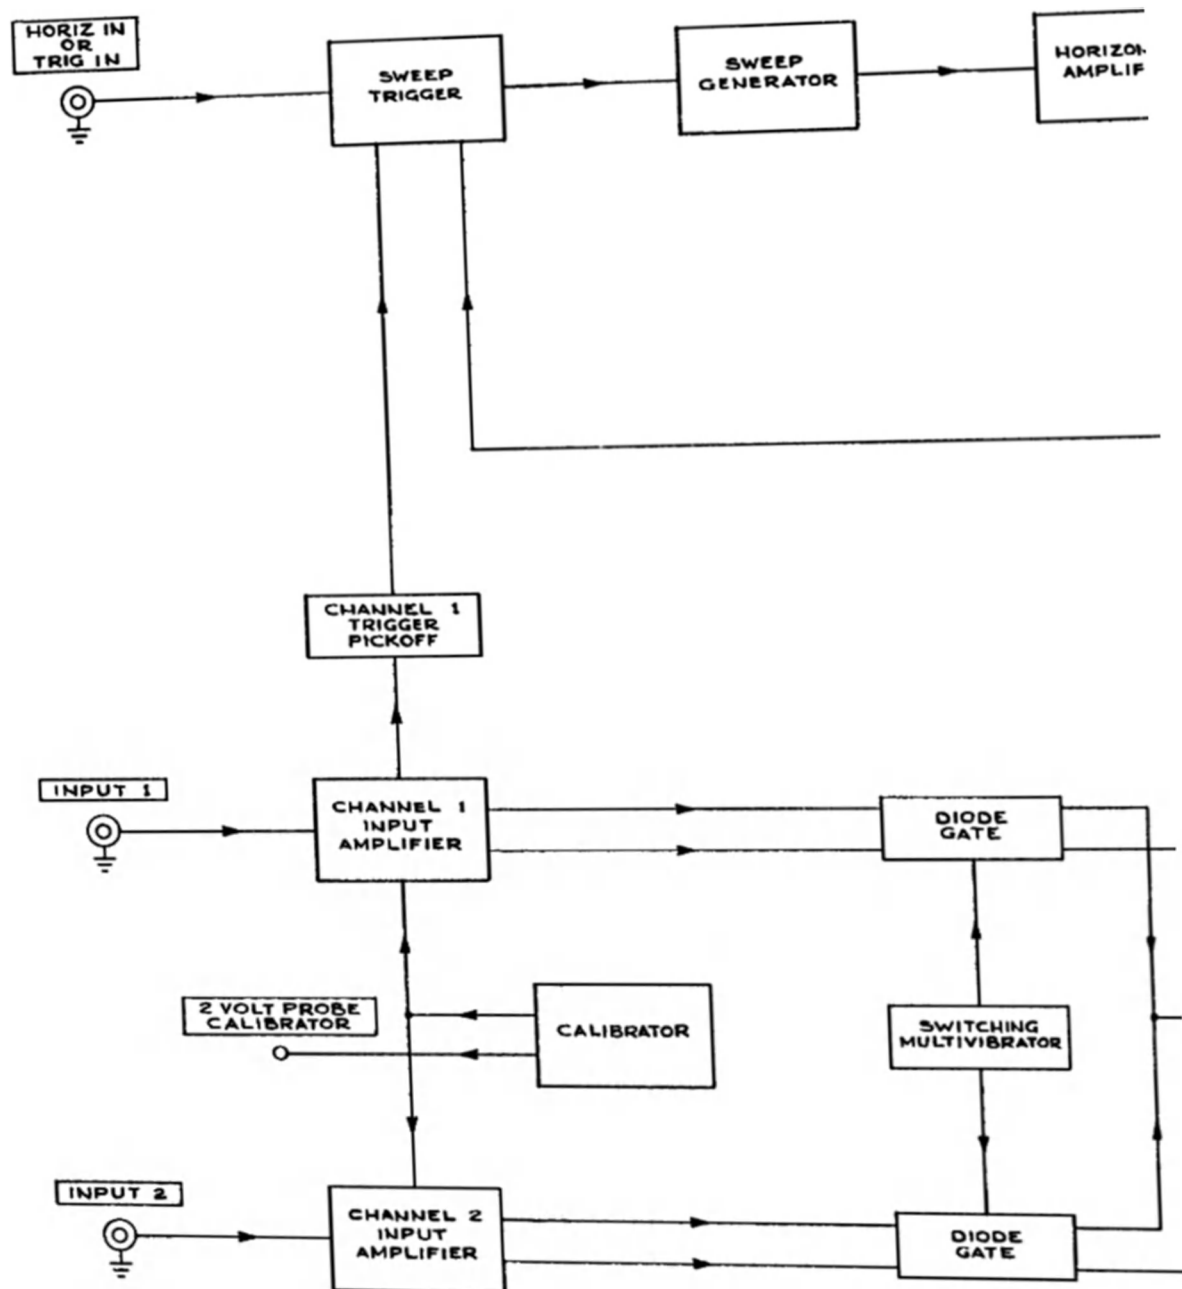 HORIZ IN
OR
TRIG IN
SWEEP
TRIGGER
SWEEP
GENERATOR
CHANNEL 1
TRIGGER
PICKOFF
INPUT 1
CHANNEL 1
INPUT
AMPLIFIER
DIODE
GATE
2 VOLT PROBE
CALIBRATOR
CALIBRATOR
SWITCHING
MULTIVIBRATOR
INPUT 2
CHANNEL 2
INPUT
AMPLIFIER
DIODE
GATE